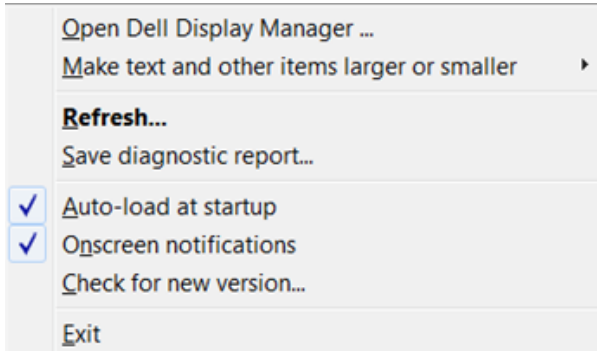 Open Dell Display Manager ...
Make text and other items larger or smaller
Refresh...
Save diagnostic report...
Auto-load at startup
Onscreen notifications
Check for new version...
Exit